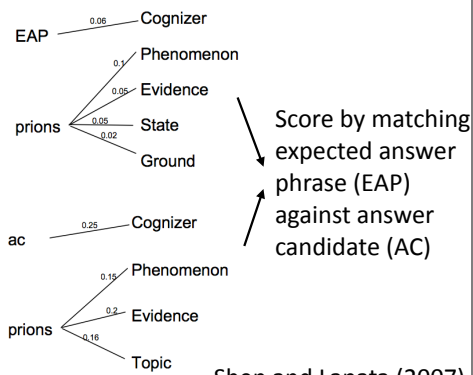 EAP
0.06
Cognizer
prions
0.1
Phenomenon
0.05
Evidence
0.05
State
0.02
Ground
ac
0.25
Cognizer
prions
0.15
Phenomenon
0.2
Evidence
0.16
Topic
Score by matching
expected answer
phrase (EAP)
against answer
candidate (AC)
Shen and Lapata (2007)